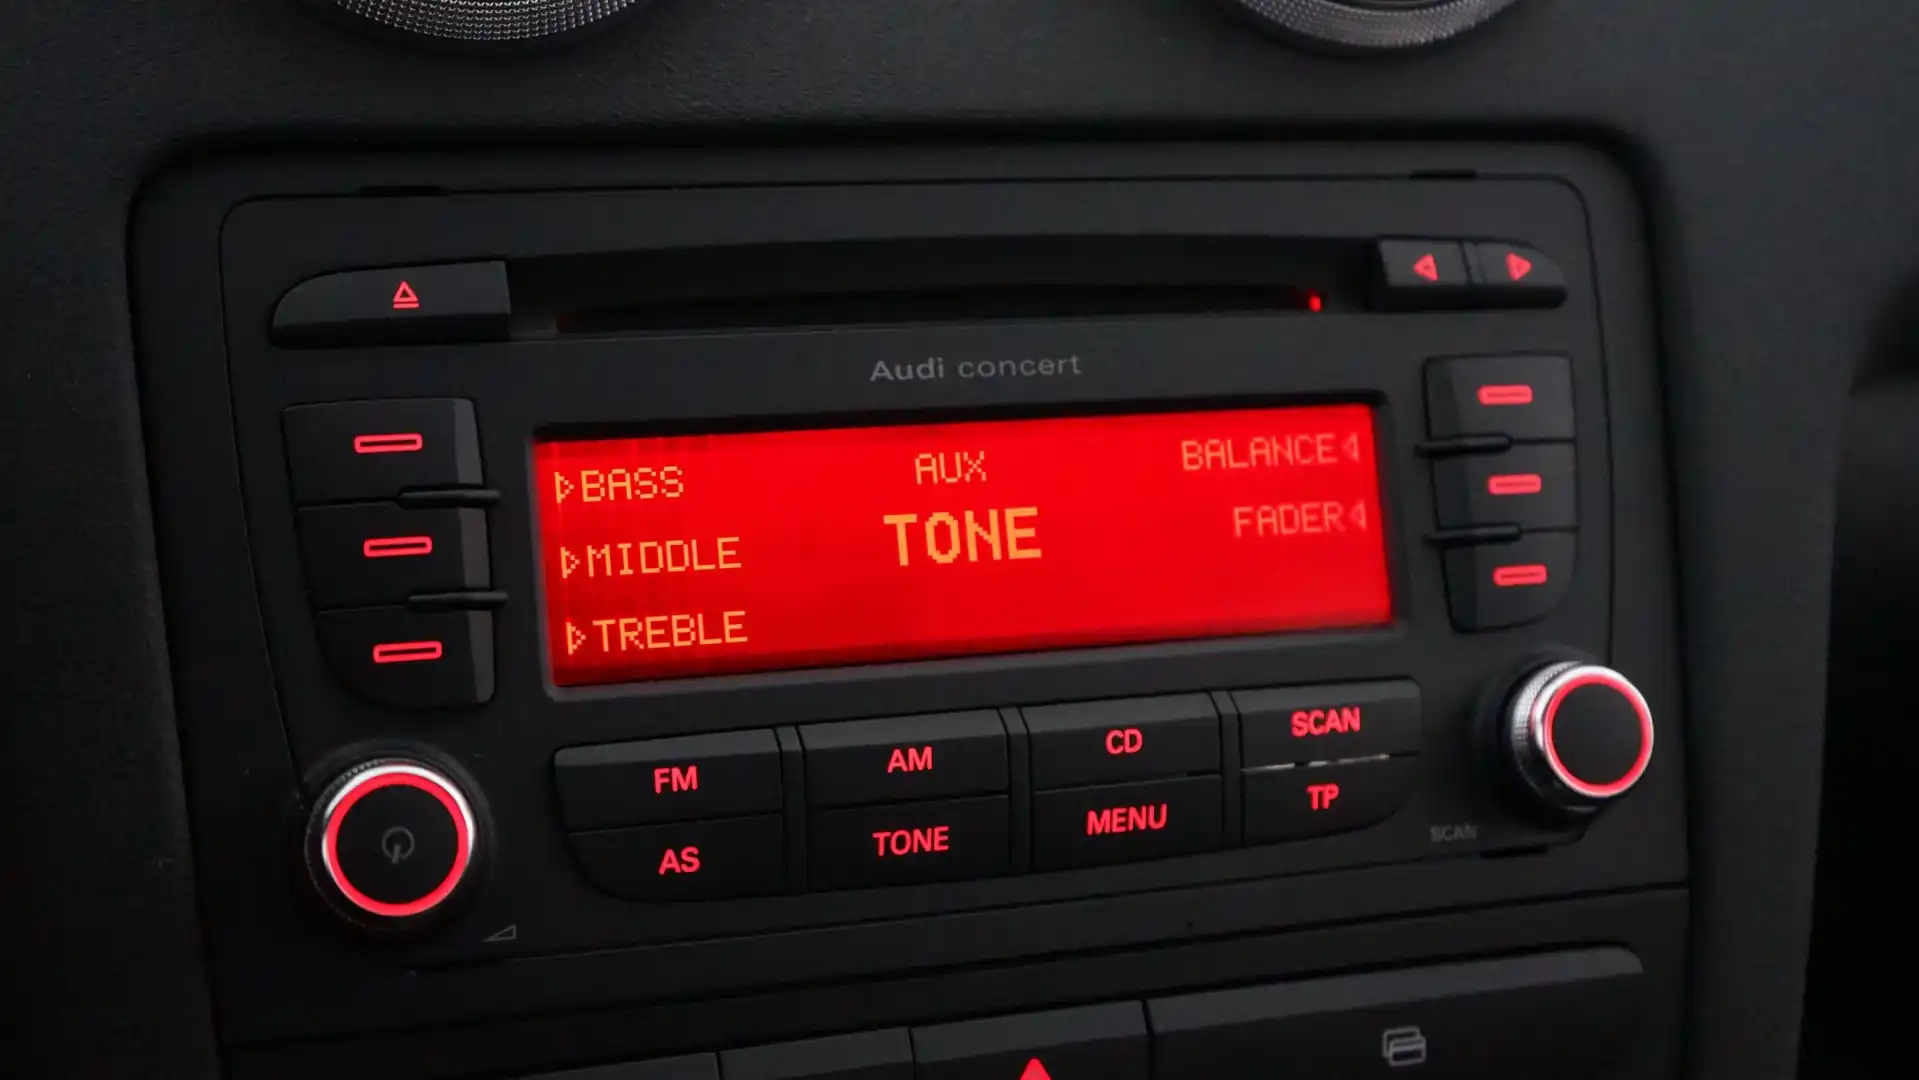 Audi concert
BASS
AUX
BALANCE
MIDDLE
TONE
FADER
TREBLE
FM
AM
CD
SCAN
AS
TONE
MENU
TP
SCAN